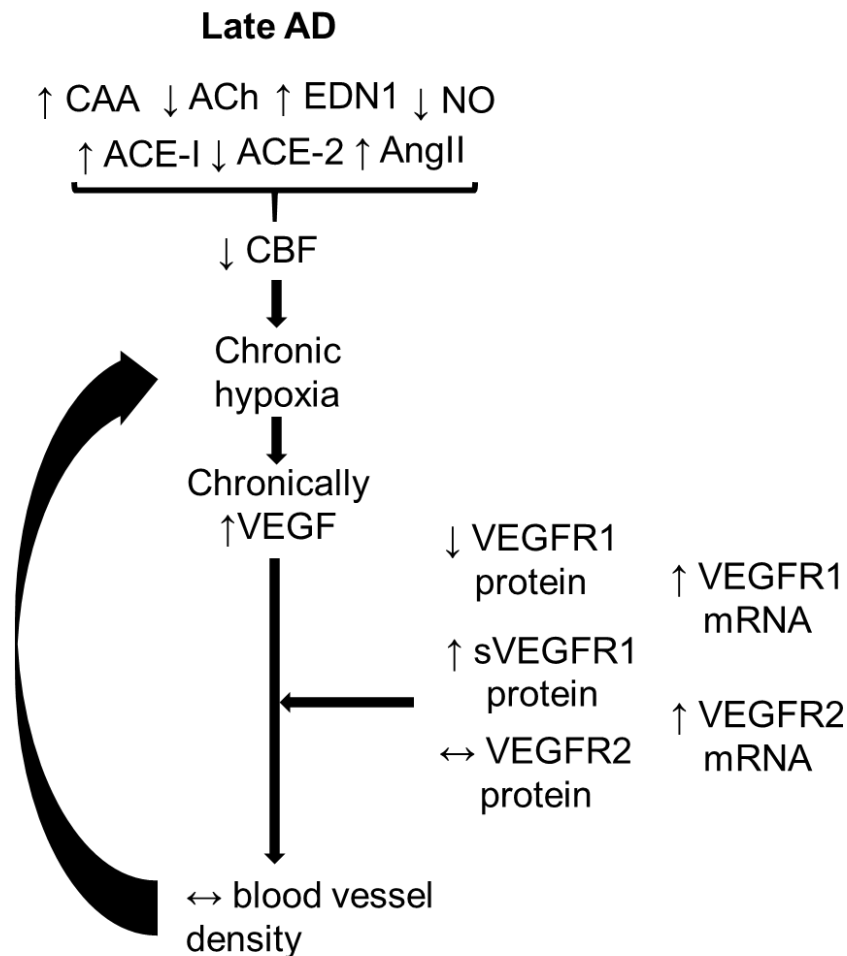 Late AD
↑ CAA ↓ ACh ↑ EDN1 ↓ NO
↑ ACE-I ↓ ACE-2 ↑ AngII
↓ CBF
Chronic
hypoxia
Chronically
↑VEGF
↓ VEGFR1
protein
↑ VEGFR1
mRNA
↑ sVEGFR1
protein
↑ VEGFR2
mRNA
↔ VEGFR2
protein
↔ blood vessel
density